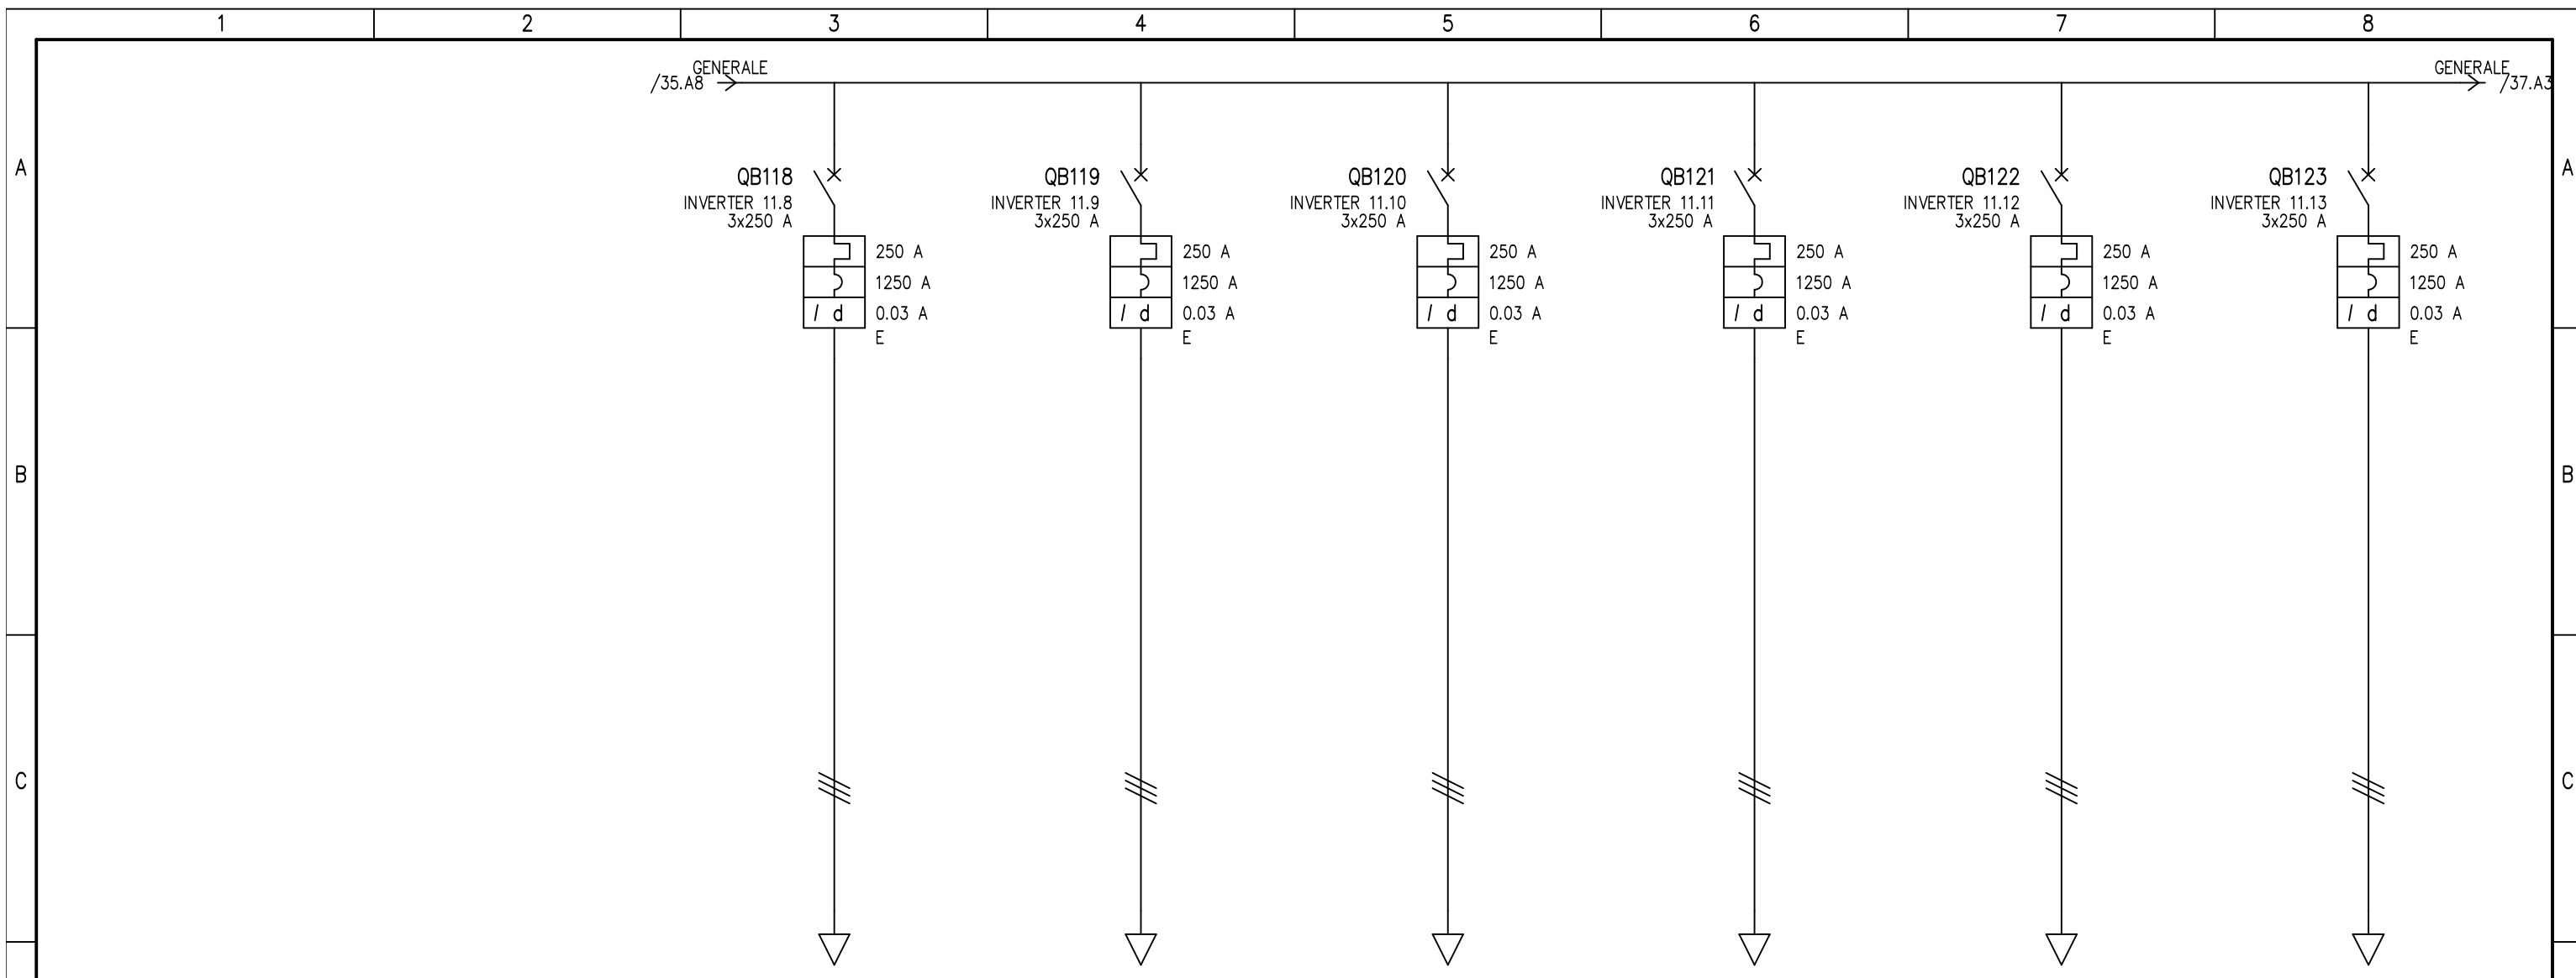 1 2 3 4 5 6 7 8
GENERALE GENERALE
/35.A8 /37.A3
A A
QB118 QB119 QB120 QB121 QB122 QB123
INVERTER 11.8 INVERTER 11.9 INVERTER 11.10 INVERTER 11.11 INVERTER 11.12 INVERTER 11.13
3x250 A 3x250 A 3x250 A 3x250 A 3x250 A 3x250 A
250 A 250 A 250 A 250 A 250 A 250 A
1250 A 1250 A 1250 A 1250 A 1250 A 1250 A
I d 0.03 A I d 0.03 A I d 0.03 A I d 0.03 A I d 0.03 A I d 0.03 A
E E E E E E
B B
C C